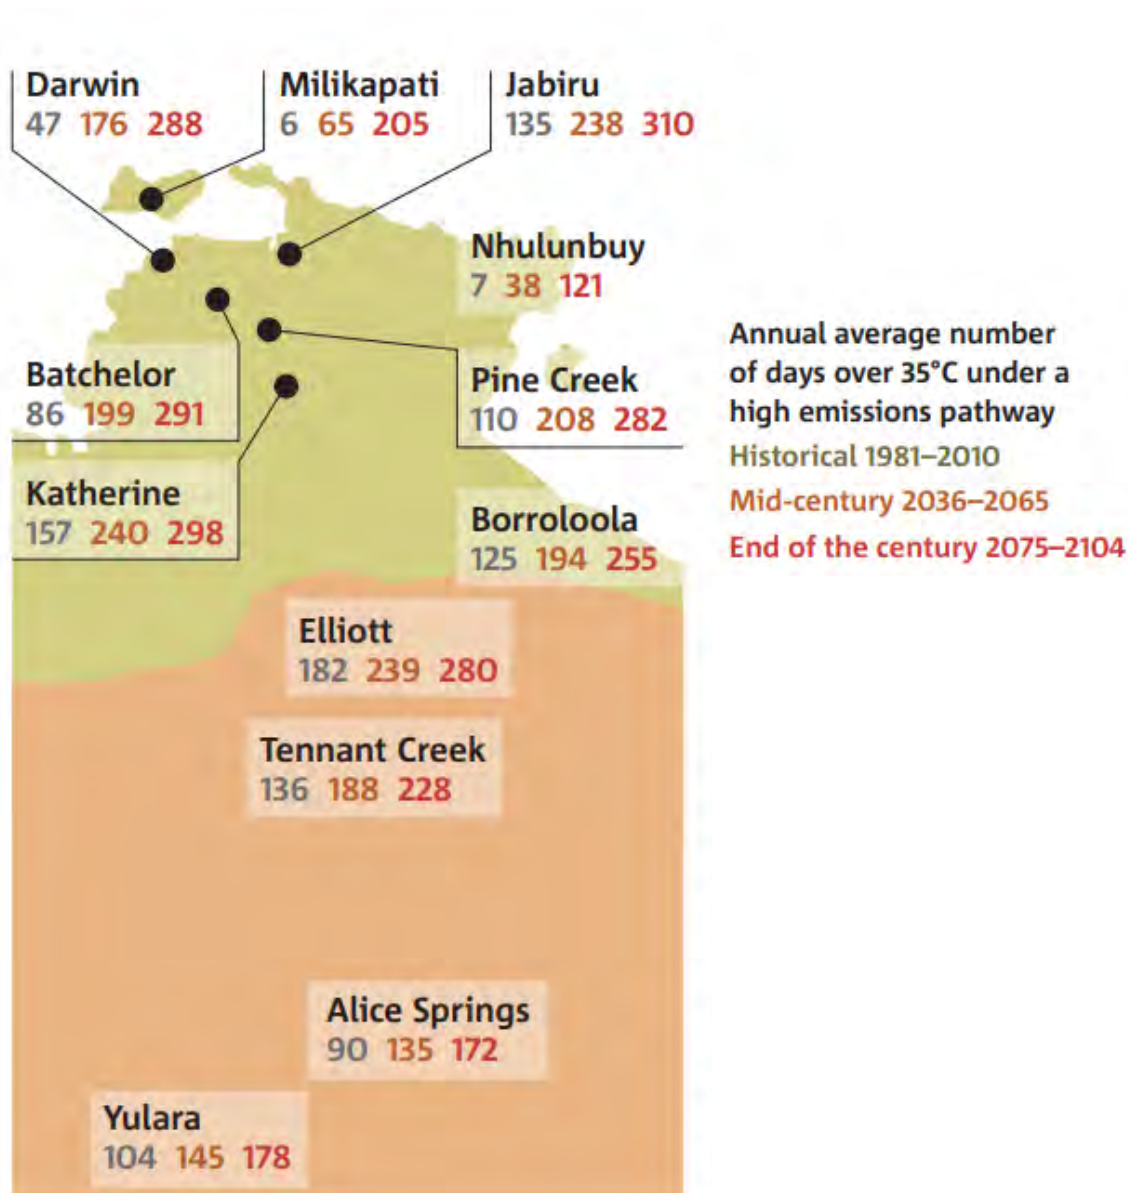 Darwin
47 176 288
Milikapati
6 65 205
Jabiru
135 238 310
Nhulunbuy
7 38 121
Batchelor
86 199 291
Pine Creek
110 208 282
Katherine
157 240 298
Borroloola
125 194 255
Elliott
182 239 280
Tennant Creek
136 188 228
Alice Springs
90 135 172
Yulara
104 145 178
Annual average number
of days over 35°C under a
high emissions pathway
Historical 1981–2010
Mid-century 2036–2065
End of the century 2075–2104